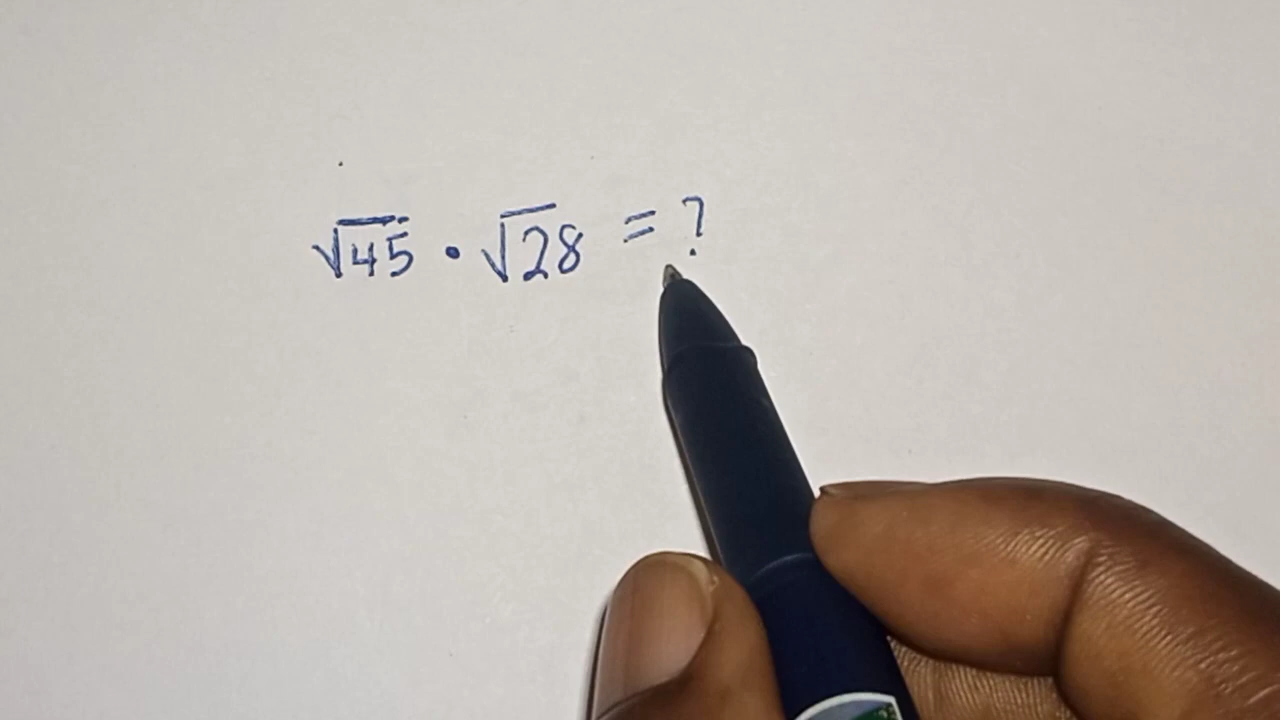 √45 • √28 = ?